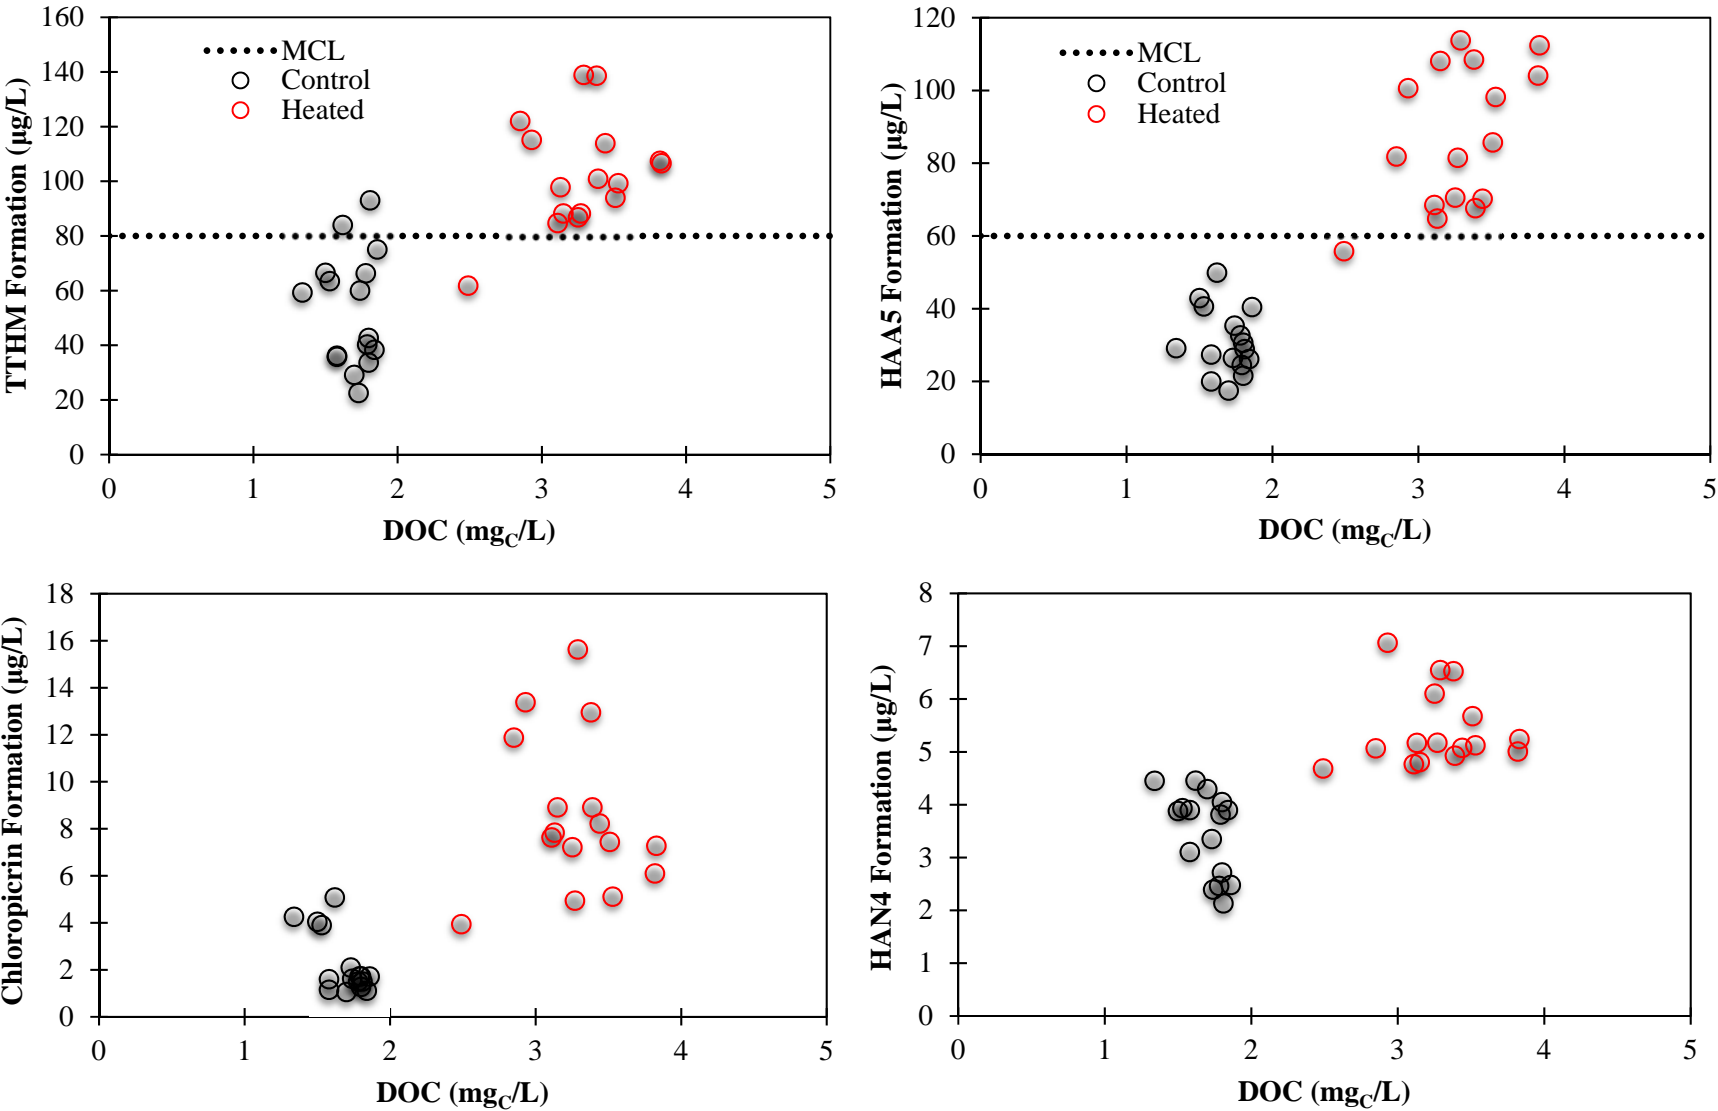 160
140
120
100
80
60
40
20
0
TTHM Formation (µg/L)
MCL
Control
Heated
0 1 2 3 4 5
DOC (mgC/L)
120
100
80
60
40
20
0
HAA5 Formation (µg/L)
MCL
Control
Heated
0 1 2 3 4 5
DOC (mgC/L)
18
16
14
12
10
8
6
4
2
0
Chloropicrin Formation (µg/L)
0 1 2 3 4 5
DOC (mgC/L)
8
7
6
5
4
3
2
1
0
HAN4 Formation (µg/L)
0 1 2 3 4 5
DOC (mgC/L)